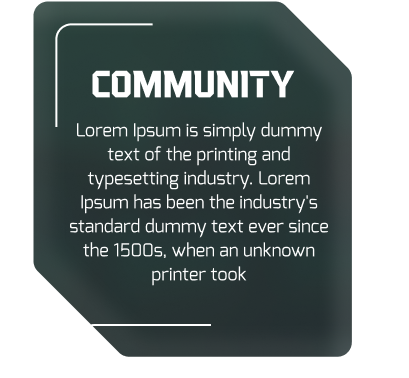 COMMUNITY
Lorem Ipsum is simply dummy
text of the printing and
typesetting industry. Lorem
Ipsum has been the industry's
standard dummy text ever since
the 1500s, when an unknown
printer took